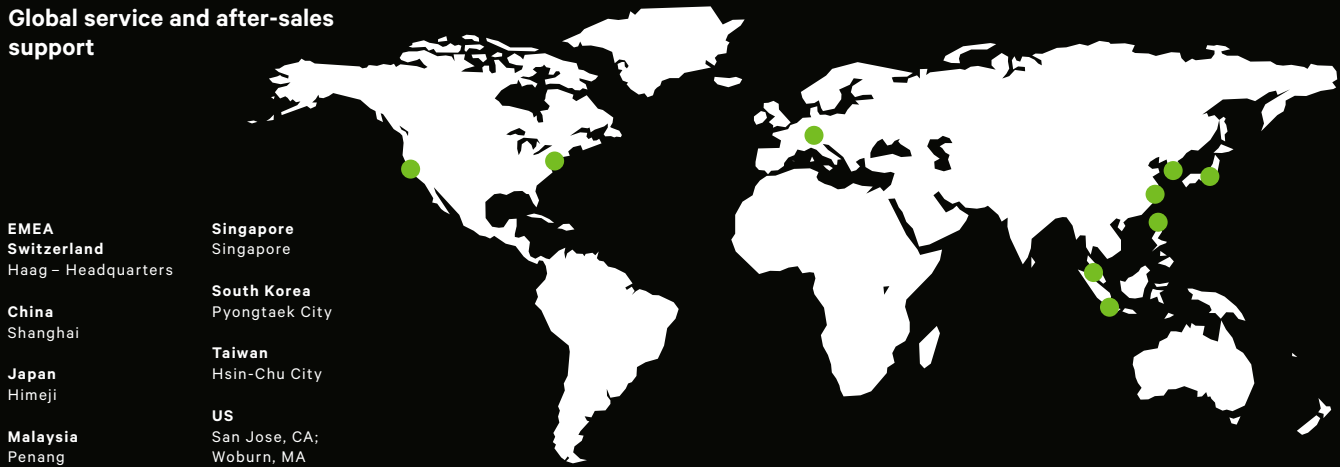 Global service and after-sales
support
EMEA
Switzerland
Haag – Headquarters
China
Shanghai
Japan
Himeji
Malaysia
Penang
Singapore
Singapore
South Korea
Pyongtaek City
Taiwan
Hsin-Chu City
US
San Jose, CA;
Woburn, MA